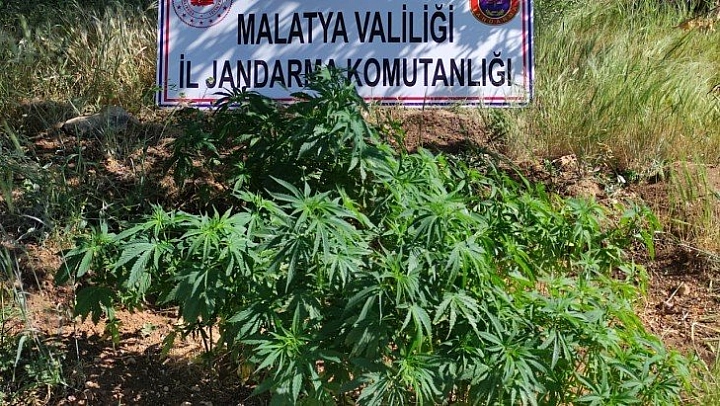 MALATYA VALİLİĞİ
İL JANDARMA KOMUTANLIĞI